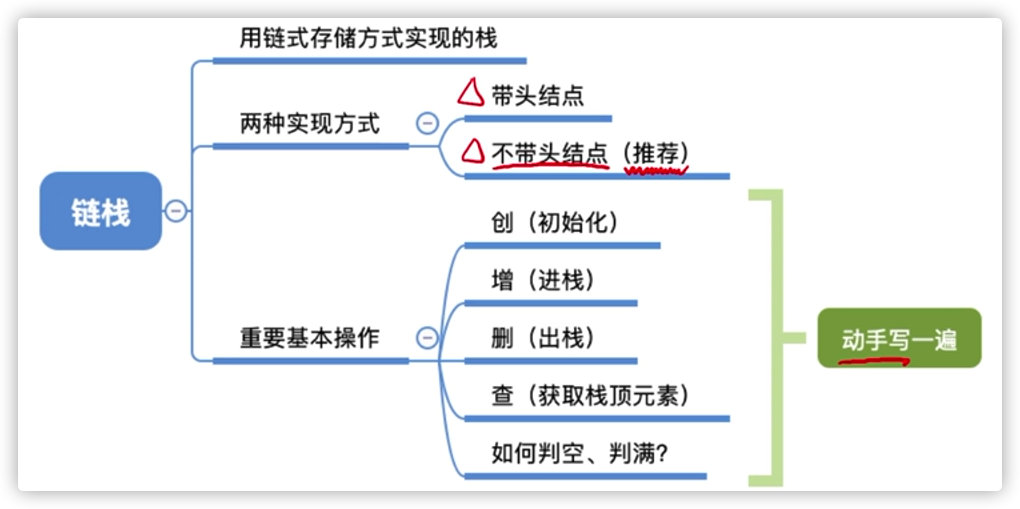 用链式存储方式实现的栈
两种实现方式
带头结点
不带头结点（推荐）
链栈
重要基本操作
创（初始化）
增（进栈）
删（出栈）
查（获取栈顶元素）
如何判空、判满?
动手写一遍